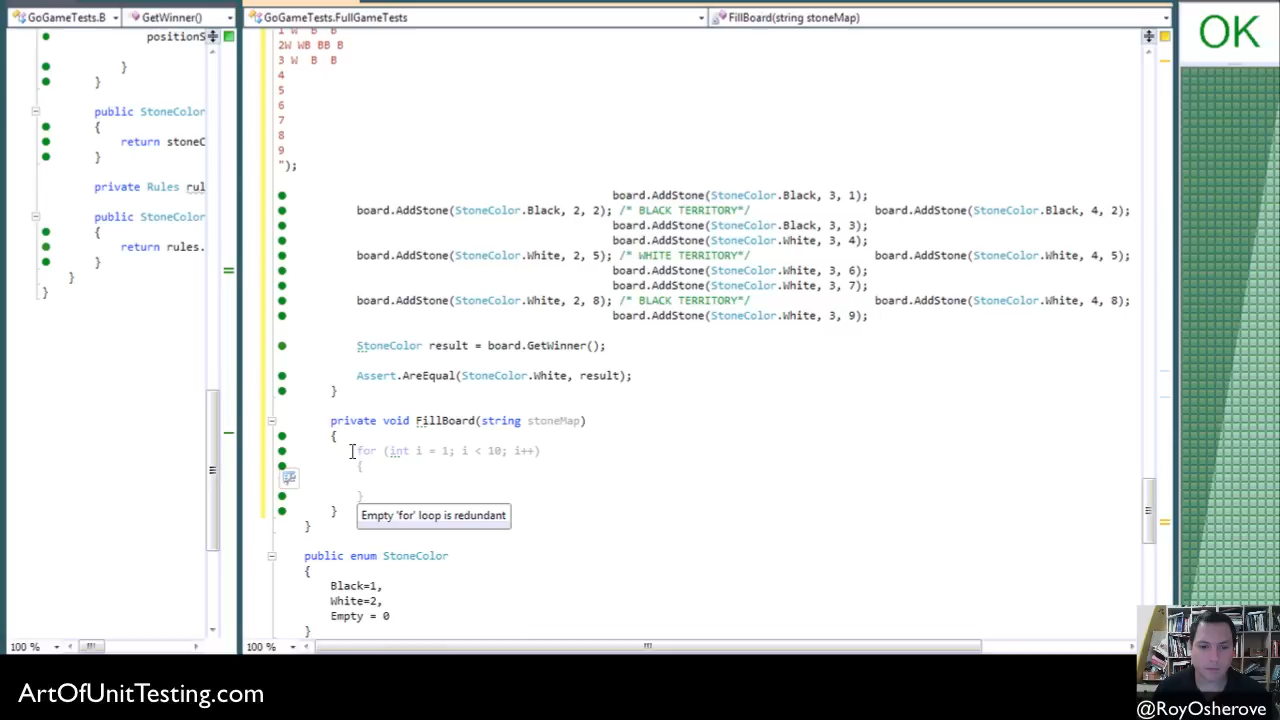 GoGameTests.B
GetWinner()
GoGameTests.FullGameTests
FillBoard(string stoneMap)
OK
positionS
}
}
public StoneColor
{
return stoneC
}
private Rules rul
public StoneColor
{
return rules.
}
}
}
1 W B B
2W WB BB B
3 W B B
4
5
6
7
8
9
");
board.AddStone(StoneColor.Black, 3, 1);
board.AddStone(StoneColor.Black, 2, 2); /* BLACK TERRITORY*/ board.AddStone(StoneColor.Black, 4, 2);
board.AddStone(StoneColor.Black, 3, 3);
board.AddStone(StoneColor.White, 3, 4);
board.AddStone(StoneColor.White, 2, 5); /* WHITE TERRITORY*/ board.AddStone(StoneColor.White, 4, 5);
board.AddStone(StoneColor.White, 3, 6);
board.AddStone(StoneColor.White, 3, 7);
board.AddStone(StoneColor.White, 2, 8); /* BLACK TERRITORY*/ board.AddStone(StoneColor.White, 4, 8);
board.AddStone(StoneColor.White, 3, 9);
StoneColor result = board.GetWinner();
Assert.AreEqual(StoneColor.White, result);
}
private void FillBoard(string stoneMap)
{
for (int i = 1; i < 10; i++)
{
}
Empty 'for' loop is redundant
}
}
public enum StoneColor
{
Black=1,
White=2,
Empty = 0
}
100 %
100 %
ArtOfUnitTesting.com
@RoyOsherove